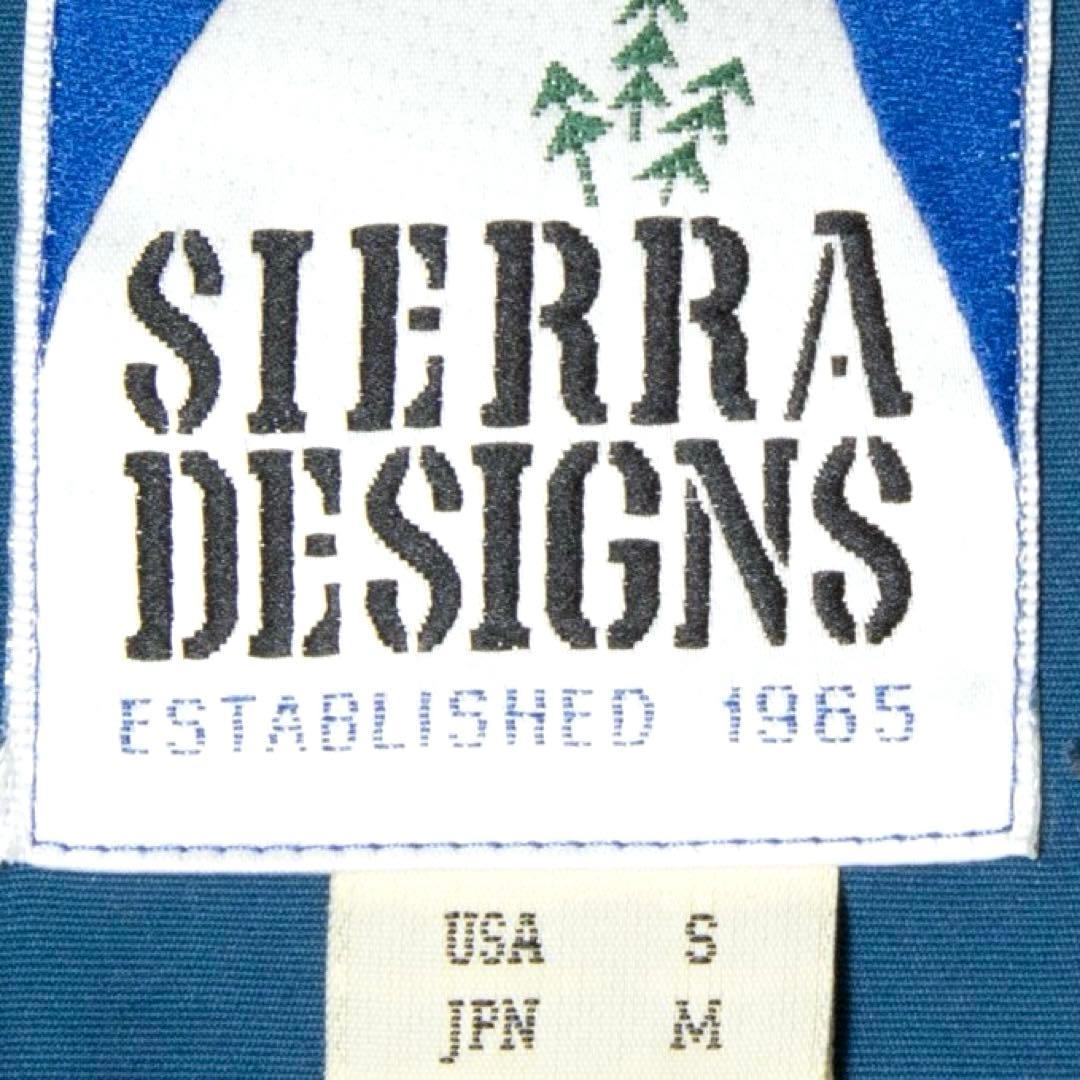 SIERRA
DESIGNS
ESTABLISHED 1965
USA S
JPN M